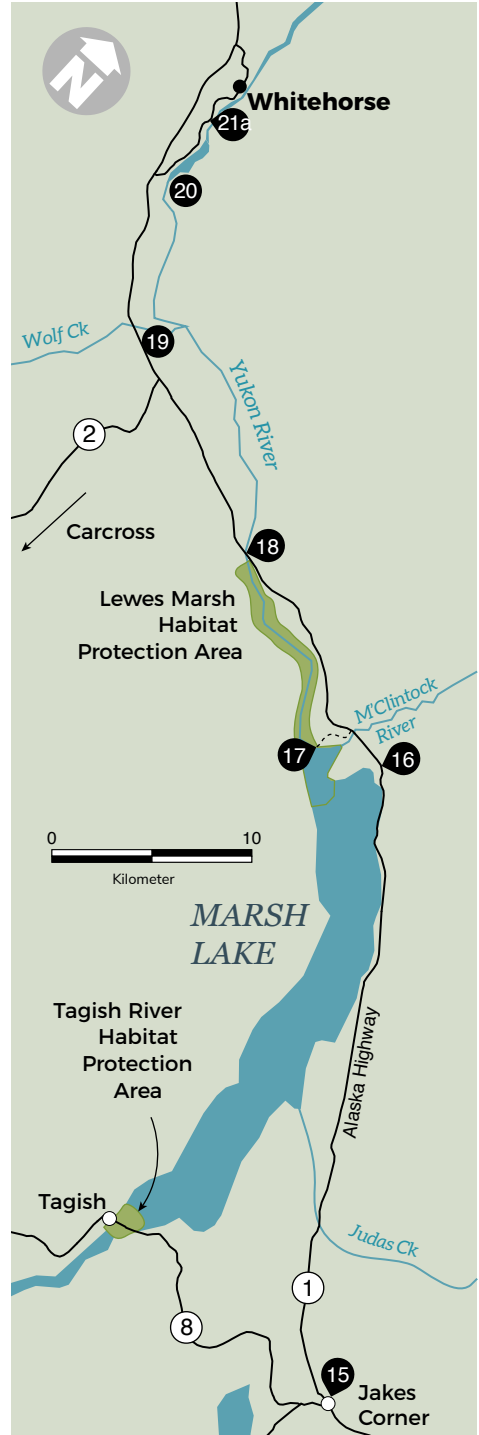 N
Whitehorse
21a
20
Wolf Ck
19
Yukon River
2
Carcross
18
Lewes Marsh
Habitat
Protection Area
M'Clintock
River
17
16
0 10
Kilometer
MARSH
LAKE
Tagish River
Habitat
Protection
Area
Alaska Highway
Tagish
Judas Ck
1
8
15
Jakes
Corner